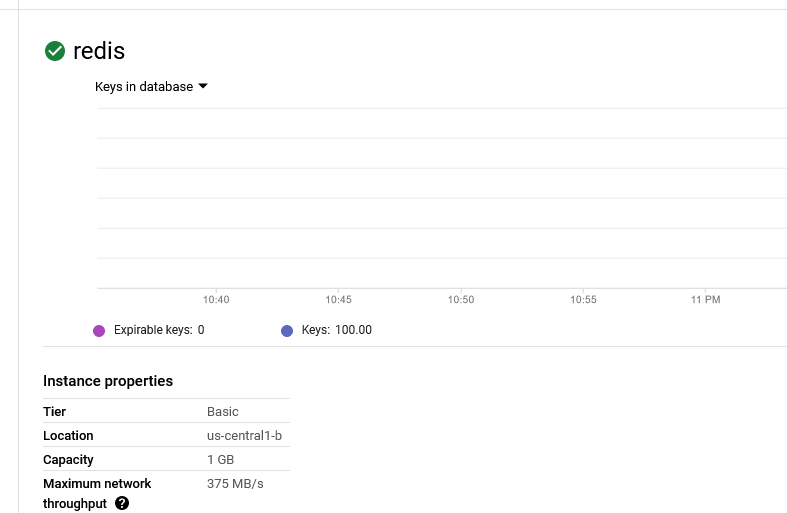 redis
Keys in database
10:40 10:45 10:50 10:55 11 PM
Expirable keys: 0 Keys: 100.00
Instance properties
Tier Basic
Location us-central1-b
Capacity 1 GB
Maximum network 375 MB/s
throughput ?